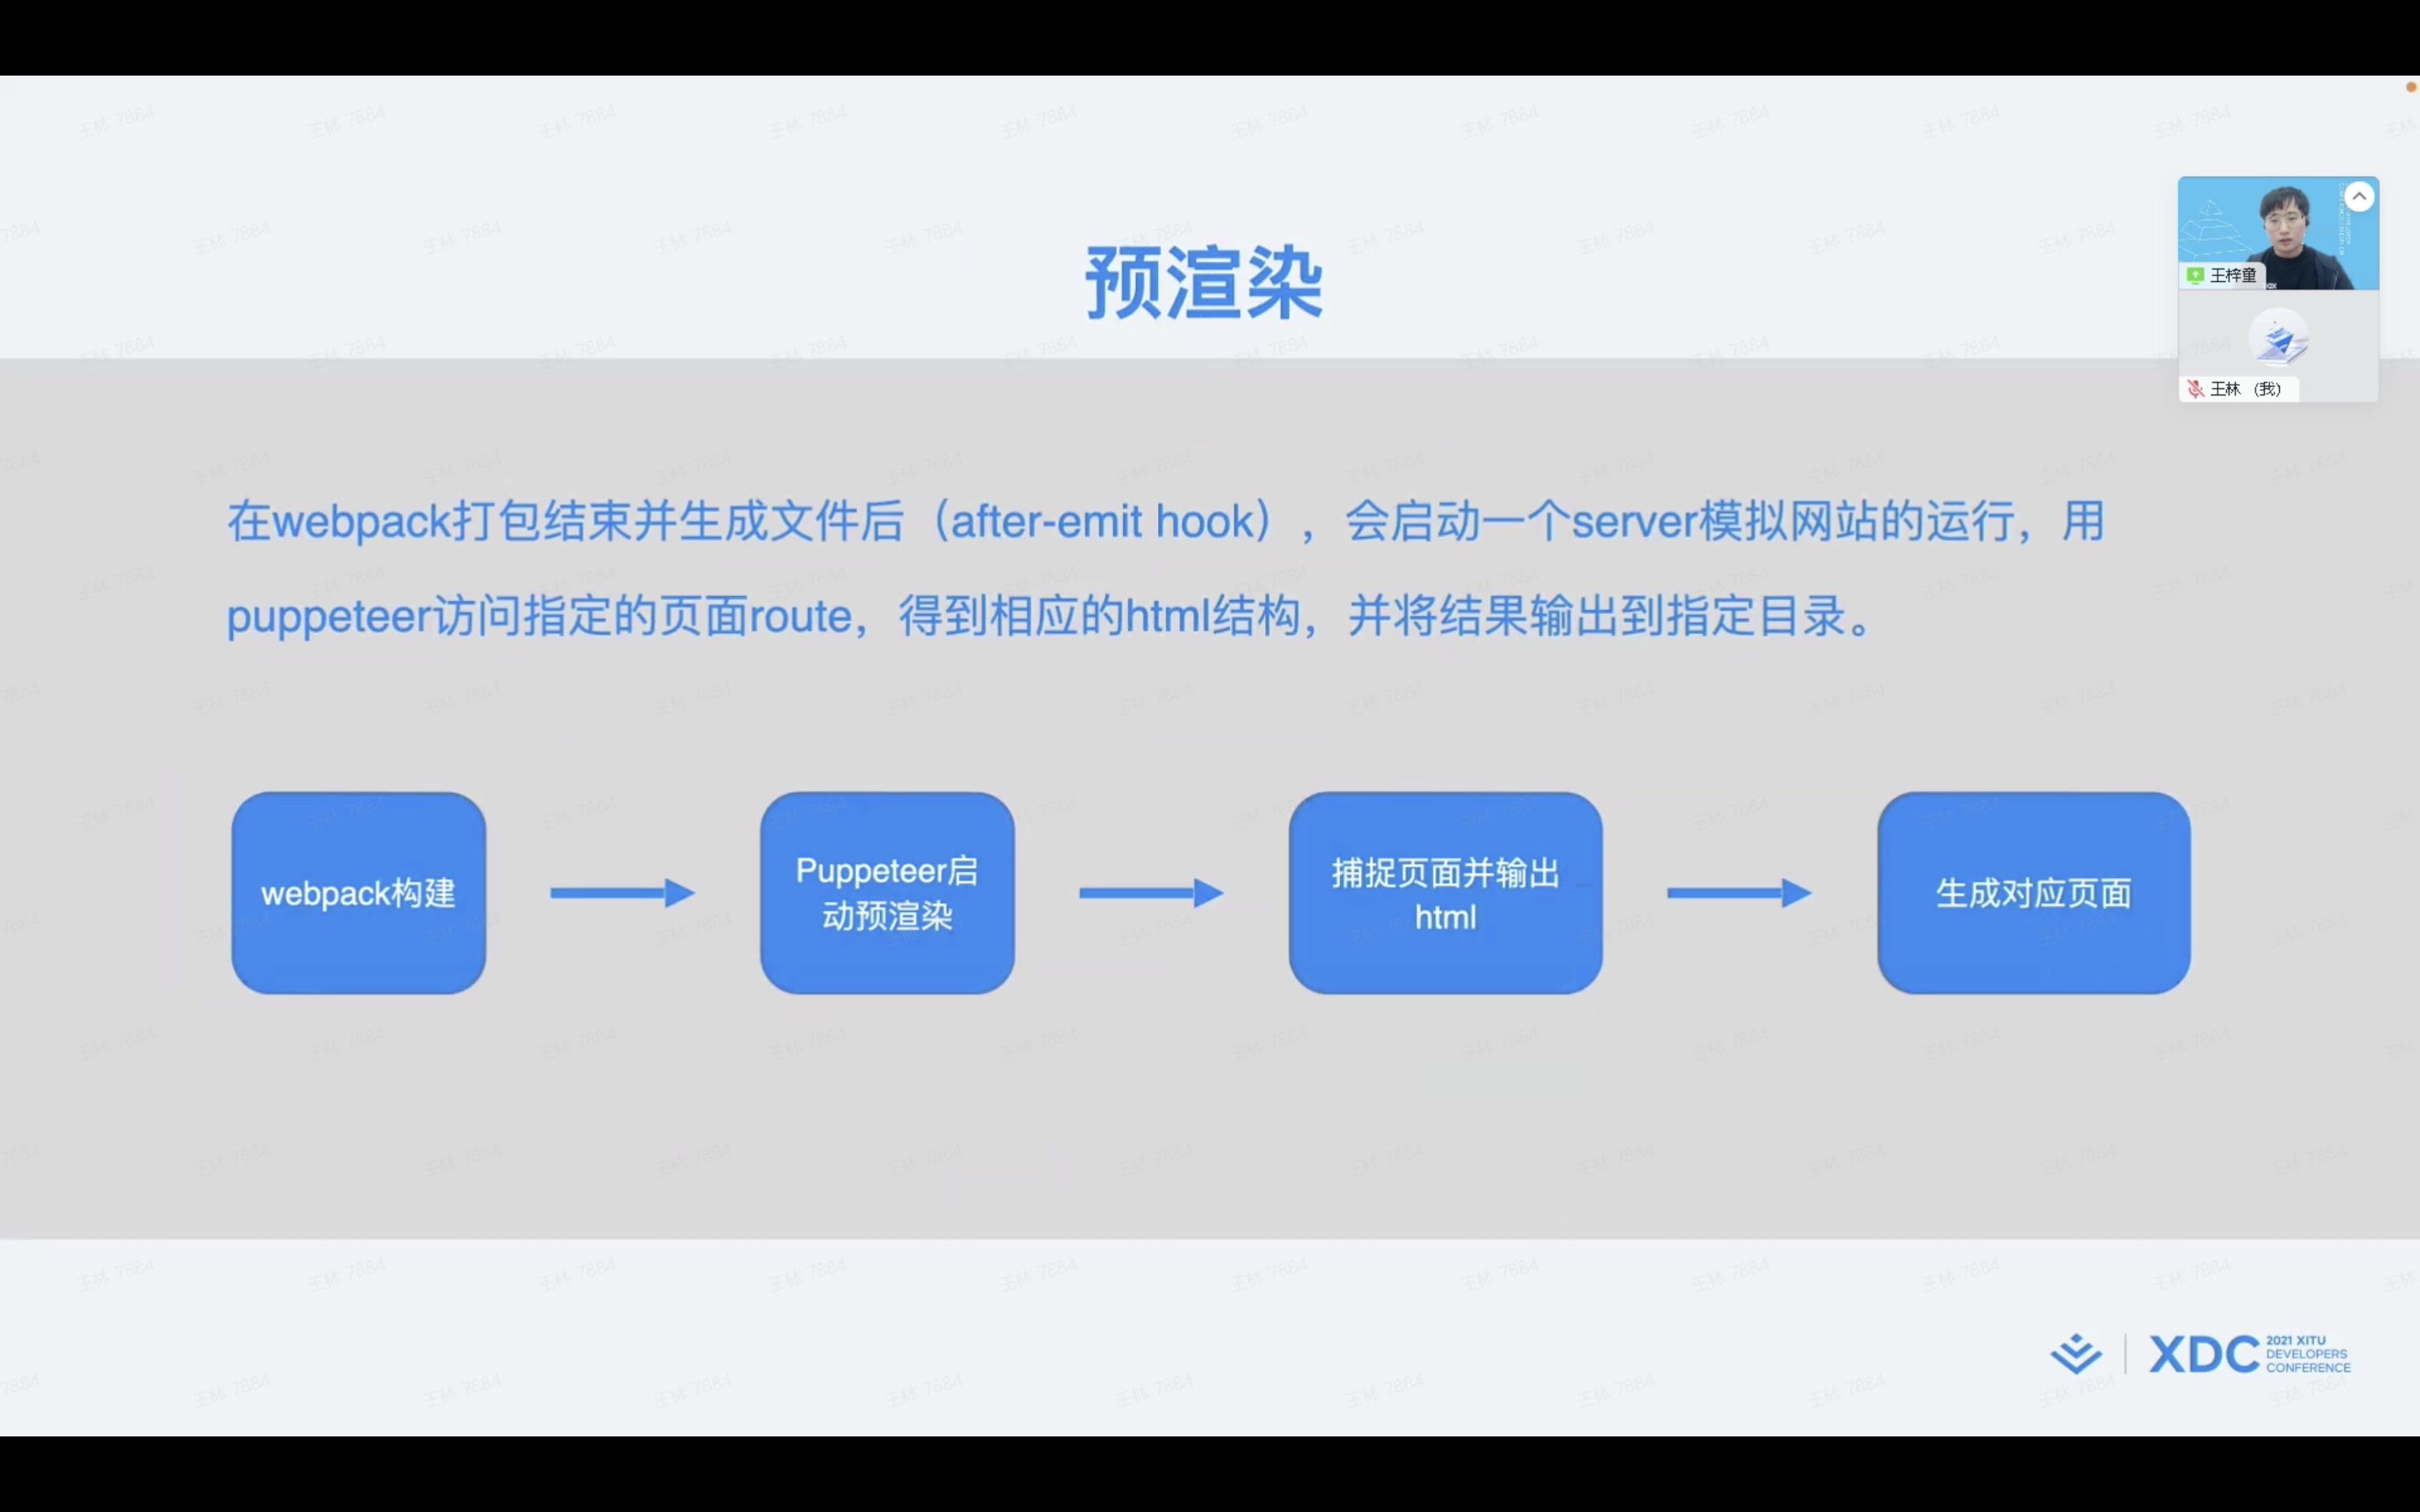 预渲染
王梓童
王林 (我)
在webpack打包结束并生成文件后（after-emit hook），会启动一个server模拟网站的运行，用
puppeteer访问指定的页面route，得到相应的html结构，并将结果输出到指定目录。
webpack构建
Puppeteer启
动预渲染
捕捉页面并输出
html
生成对应页面
XDC
2021 XITU
DEVELOPERS
CONFERENCE
王林 7884